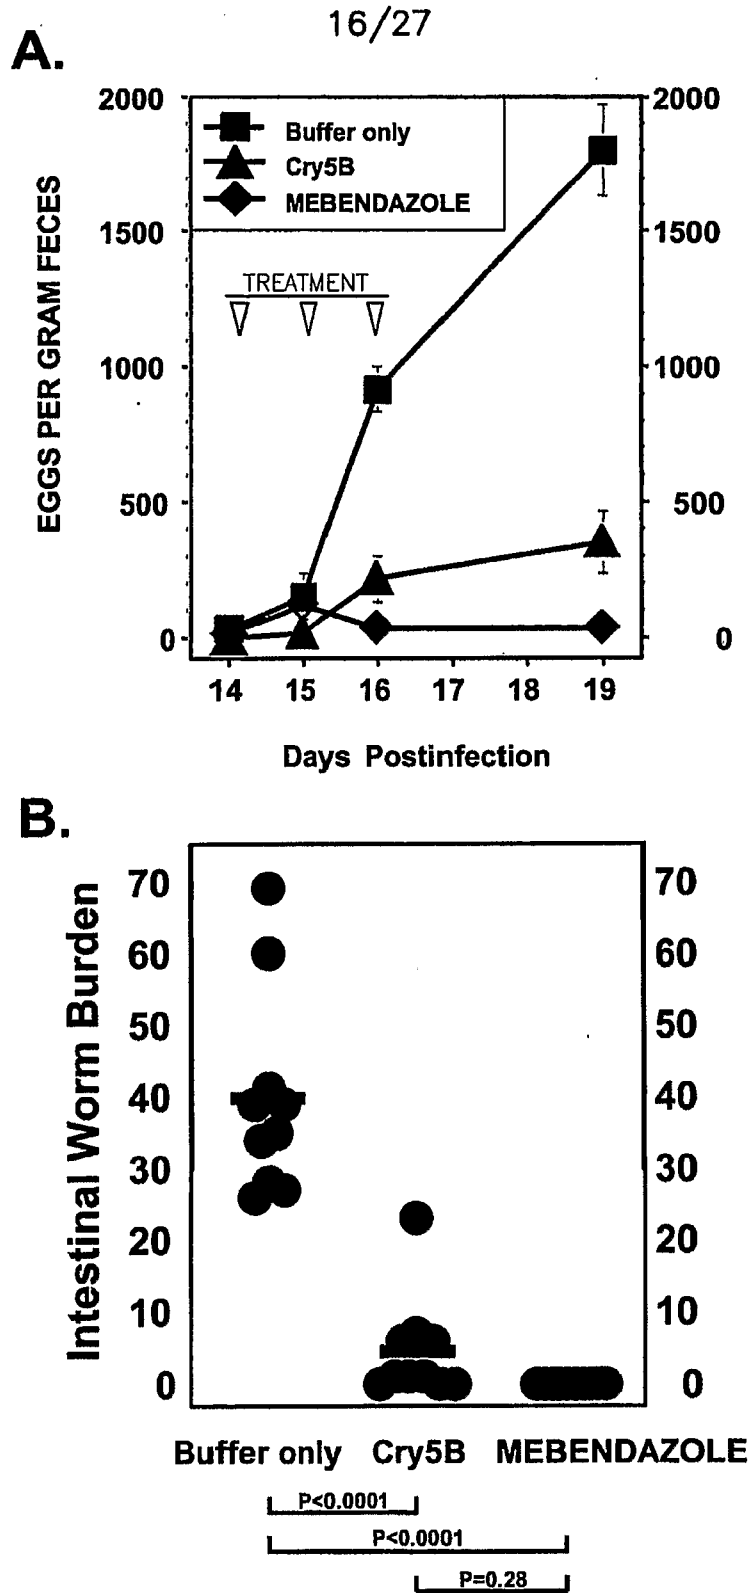 16/27
A.
2000
2000
Buffer only
Cry5B
MEBENDAZOLE
1500
1500
TREATMENT
1000
1000
500
500
0
0
EGGS PER GRAM FECES
14 15 16 17 18 19
Days Postinfection
B.
70
70
60
60
50
50
40
40
30
30
20
20
10
10
0
0
Intestinal Worm Burden
Buffer only Cry5B MEBENDAZOLE
P<0.0001
P<0.0001
P=0.28